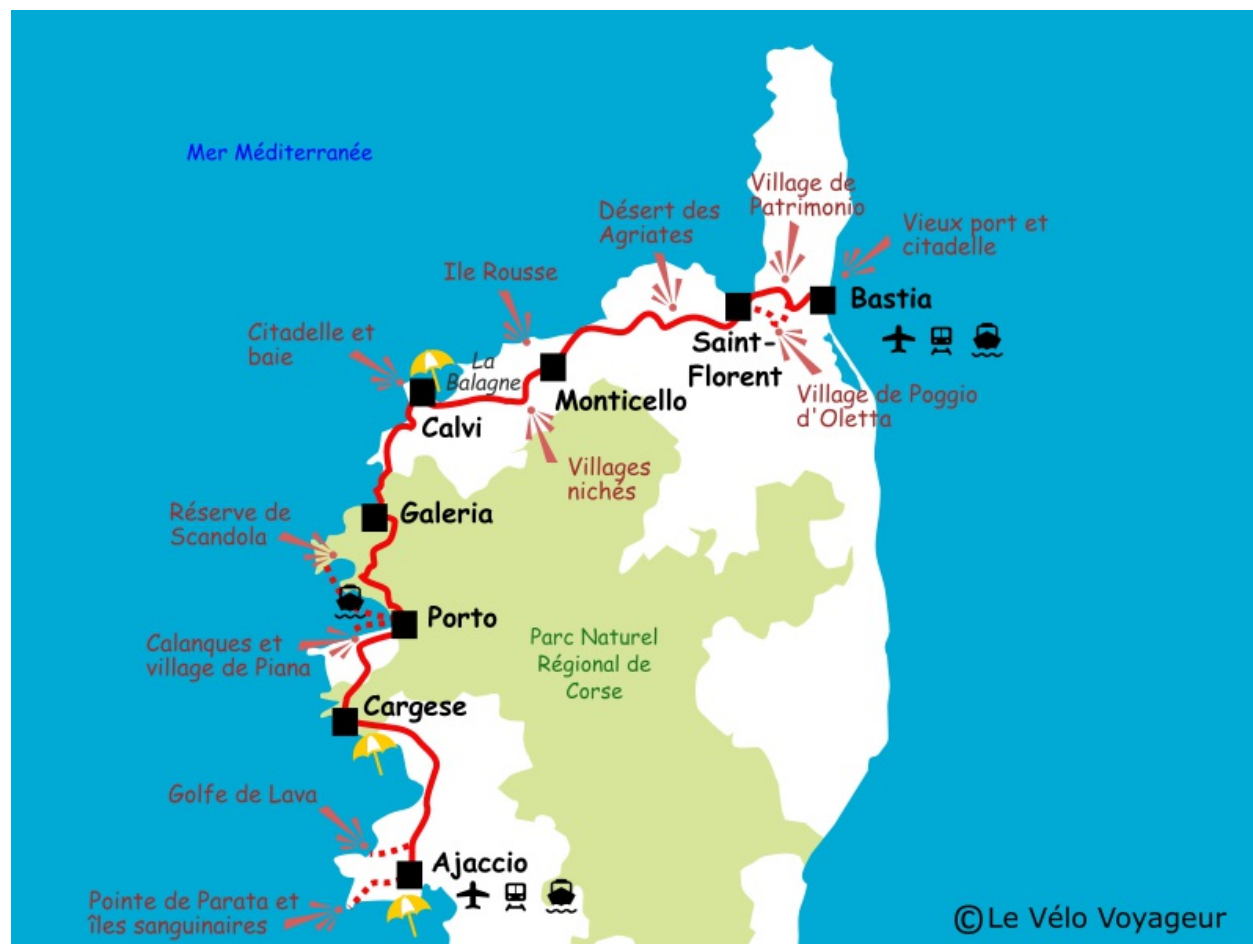 Mer Méditerranée
Village de
Patrimonio
Désert des
Agriates
Vieux port et
citadelle
Ile Rousse
Bastia
Citadelle et
baie
La
Balagne
Saint-
Florent
Monticello
Village de Poggio
d'Oletta
Calvi
Villages
nichés
Réserve de
Scandola
Galeria
Porto
Calanques et
village de Piana
Parc Naturel
Régional de
Corse
Cargese
Golfe de Lava
Ajaccio
Pointe de Parata et
îles sanguinaires
©Le Vélo Voyageur